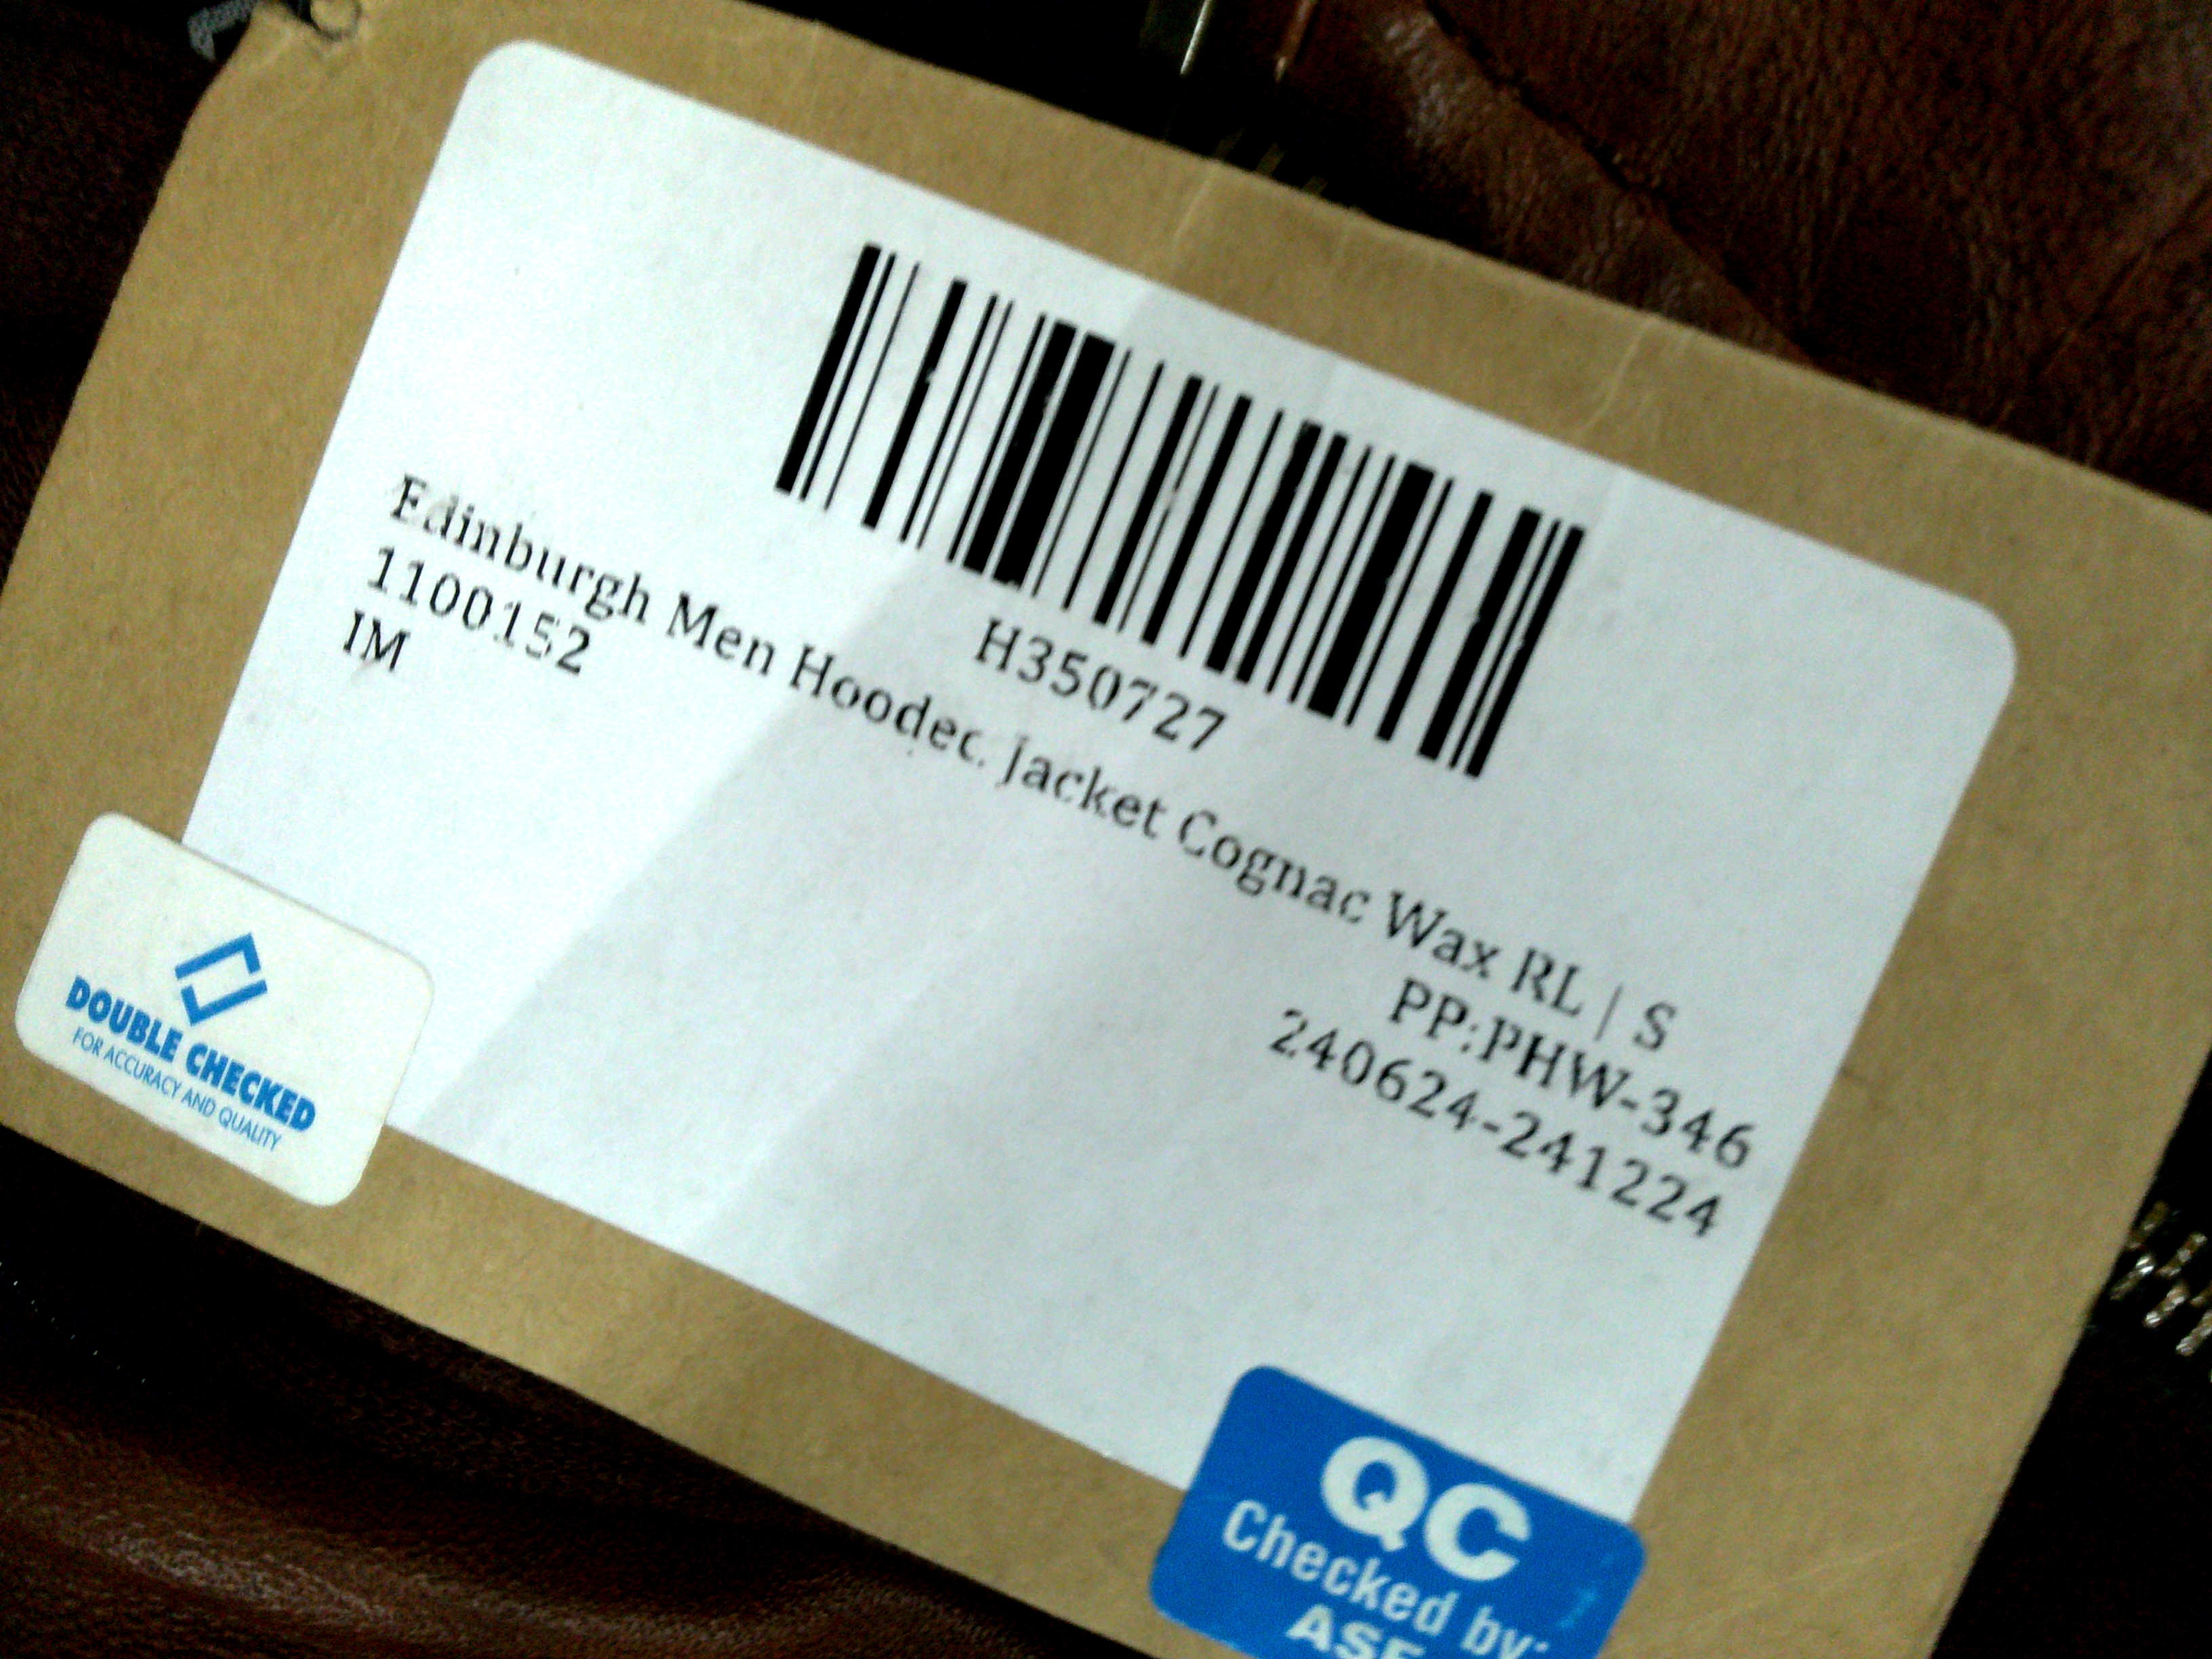 H350727
Edinburgh Men Hooded Jacket Cognac Wax RL | S
1100152
PP:PHW-346
IM
240624-241224
DOUBLE CHECKED
FOR ACCURACY AND QUALITY
QC
Checked by: